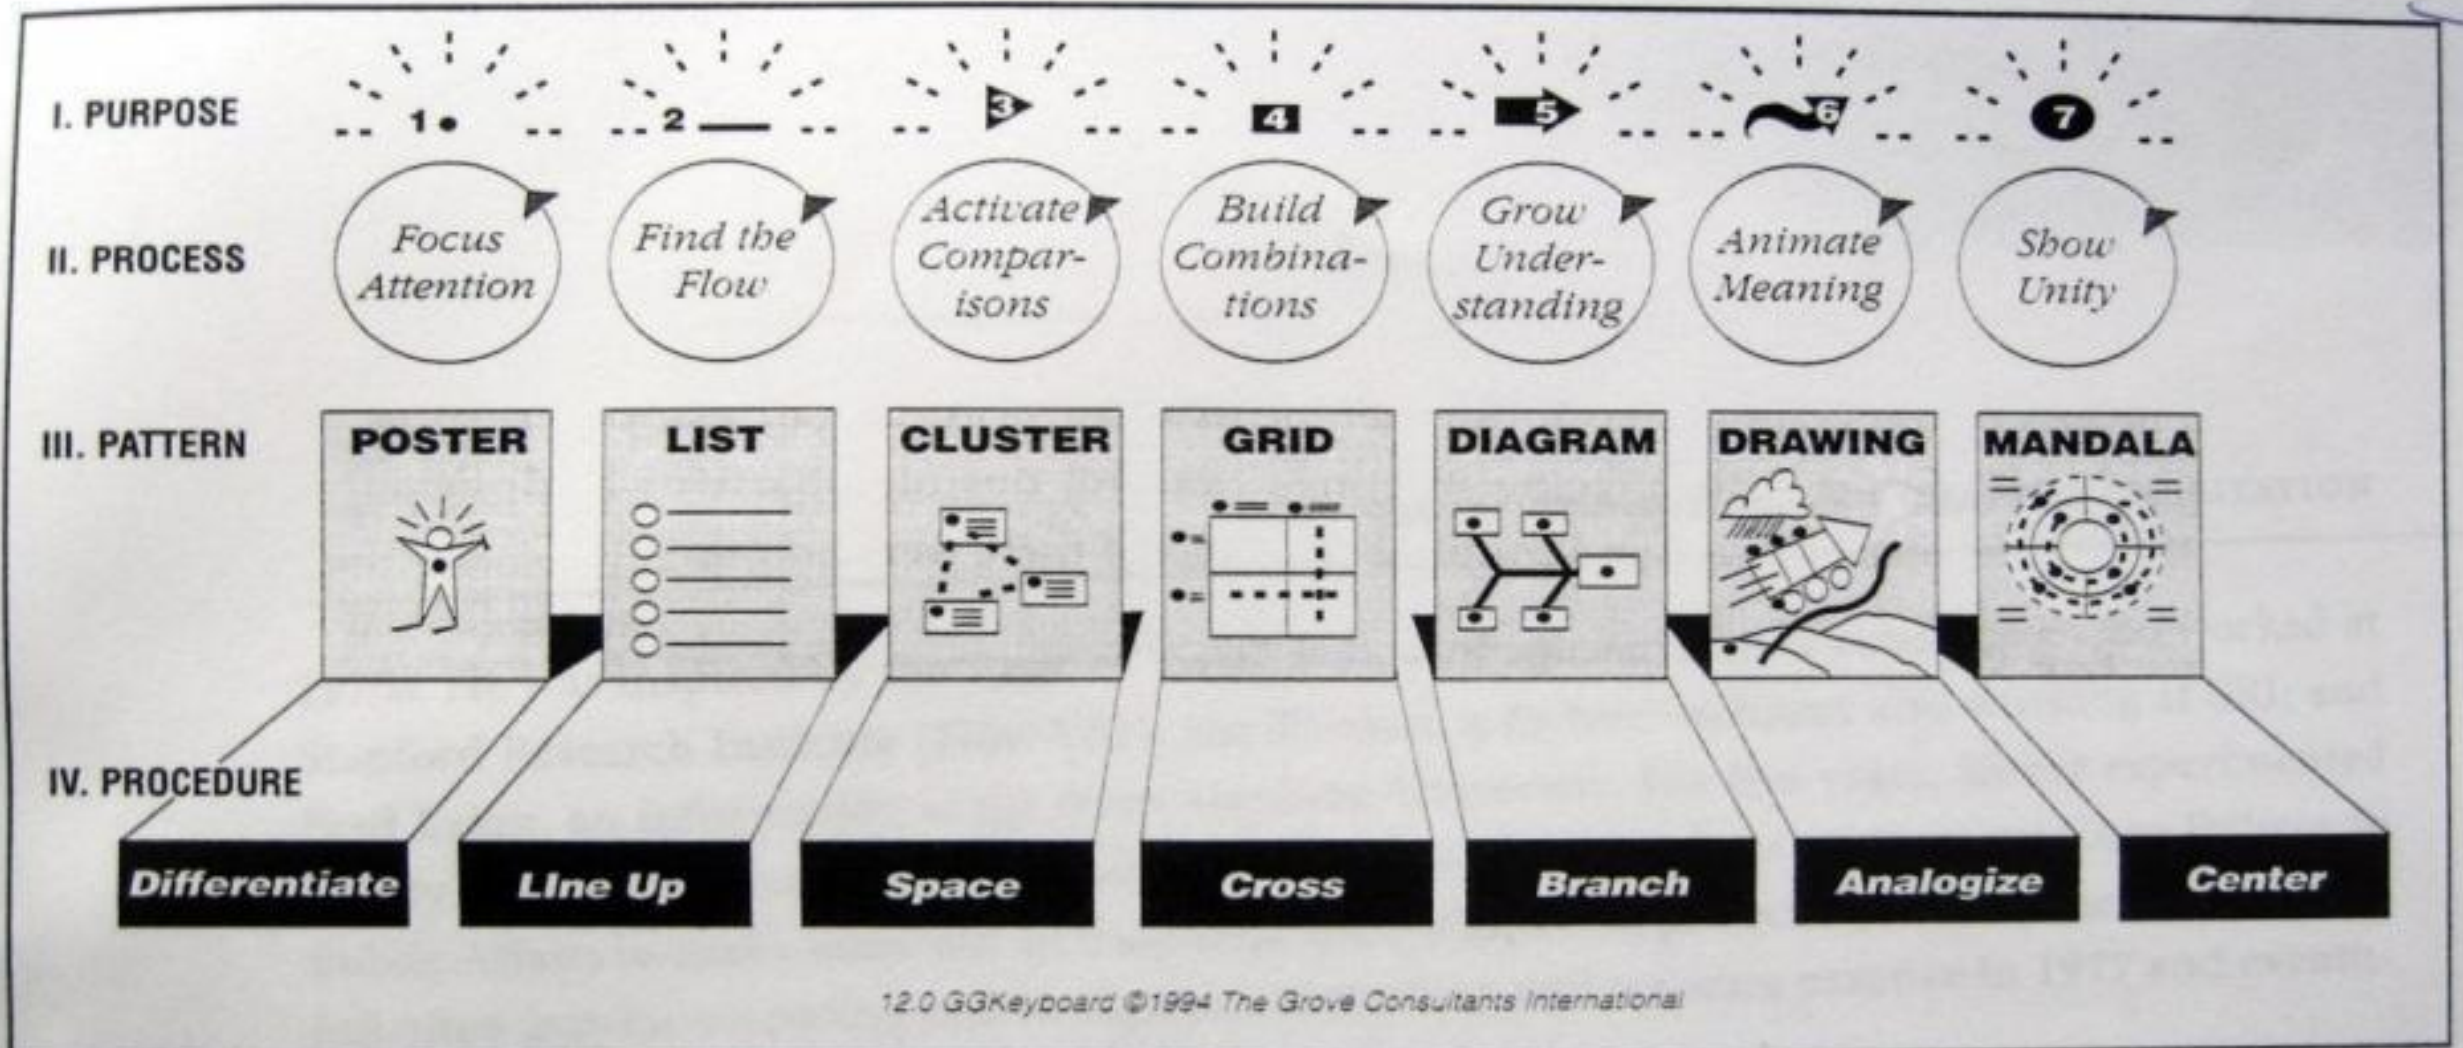 I. PURPOSE
1 2 3 4 5 6 7
II. PROCESS
Focus
Attention
Find the
Flow
Activate
Compar-
isons
Build
Combina-
tions
Grow
Under-
standing
Animate
Meaning
Show
Unity
III. PATTERN
POSTER
LIST
CLUSTER
GRID
DIAGRAM
DRAWING
MANDALA
IV. PROCEDURE
Differentiate
LIne Up
Space
Cross
Branch
Analogize
Center
12.0 GGKeyboard ©1994 The Grove Consultants International